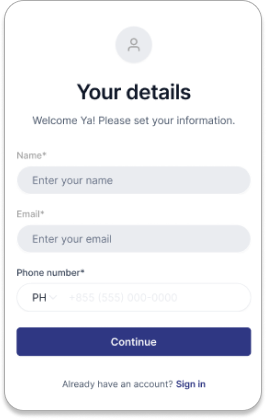 Your details
Welcome Ya! Please set your information.
Name*
Enter your name
Email*
Enter your email
Phone number*
PH +855 (555) 000-0000
Continue
Already have an account? Sign in